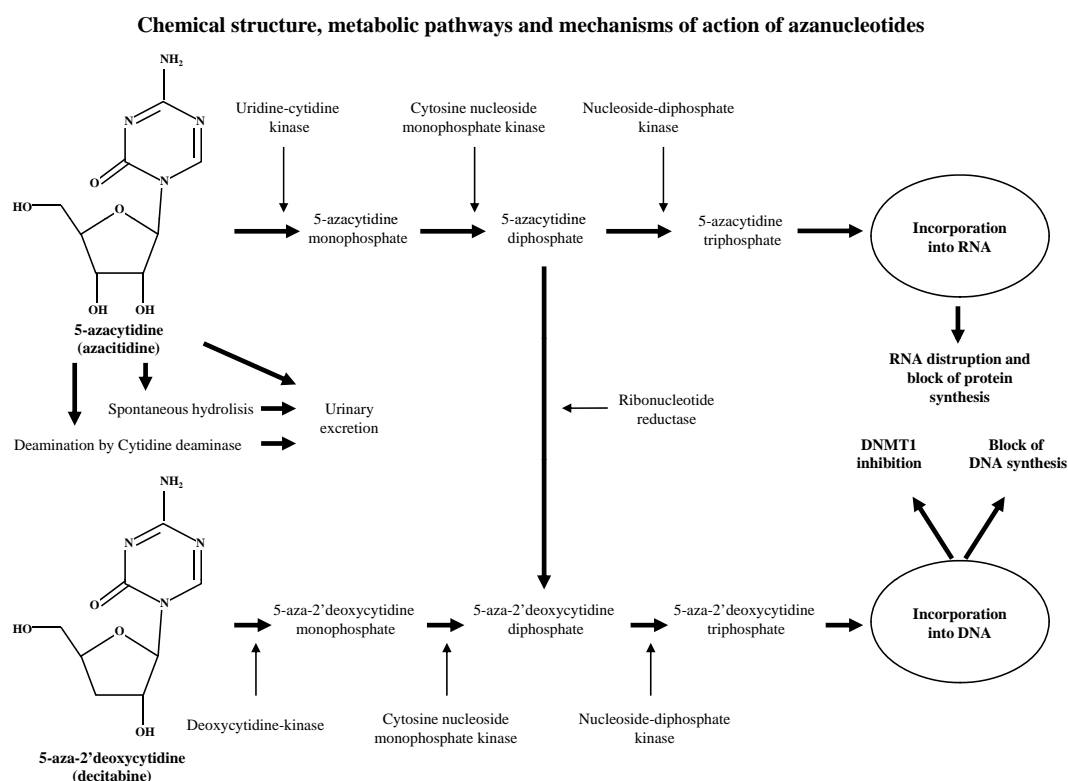 Chemical structure, metabolic pathways and mechanisms of action of azanucleotides
NH2
N
N
N
O
HO
O
OH
OH
5-azacytidine
(azacitidine)
Uridine-cytidine
kinase
Cytosine nucleoside
monophosphate kinase
Nucleoside-diphosphate
kinase
5-azacytidine
monophosphate
5-azacytidine
diphosphate
5-azacytidine
triphosphate
Incorporation
into RNA
RNA distruption and
block of protein
synthesis
Spontaneous hydrolisis
Deamination by Cytidine deaminase
Urinary
excretion
Ribonucleotide
reductase
DNMT1
inhibition
Block of
DNA synthesis
NH2
N
N
N
O
HO
O
OH
5-aza-2’deoxycytidine
(decitabine)
5-aza-2’deoxycytidine
monophosphate
5-aza-2’deoxycytidine
diphosphate
5-aza-2’deoxycytidine
triphosphate
Incorporation
into DNA
Deoxycytidine-kinase
Cytosine nucleoside
monophosphate kinase
Nucleoside-diphosphate
kinase